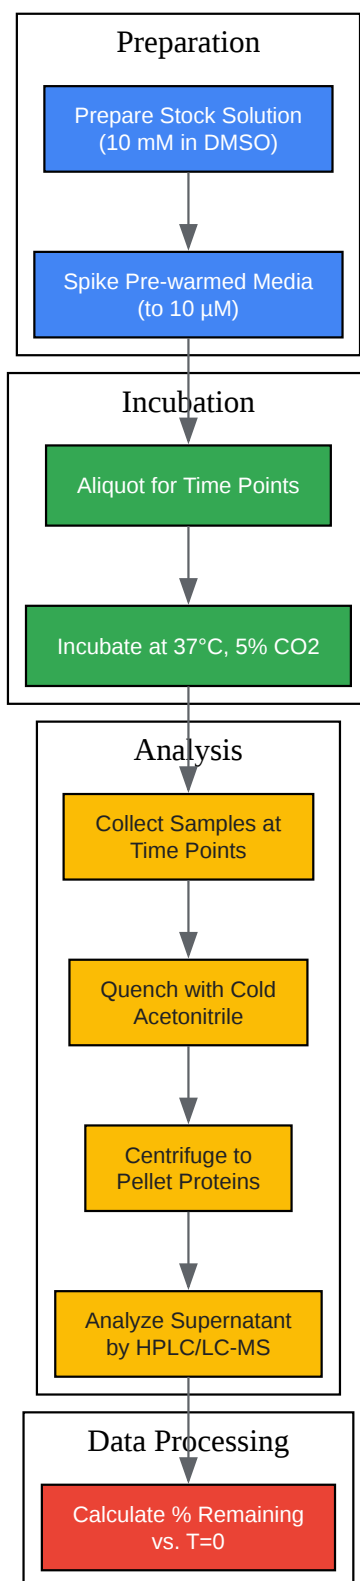 Preparation
Prepare Stock Solution
(10 mM in DMSO)
Spike Pre-warmed Media
(to 10 µM)
Incubation
Aliquot for Time Points
Incubate at 37°C, 5% CO2
Analysis
Collect Samples at
Time Points
Quench with Cold
Acetonitrile
Centrifuge to
Pellet Proteins
Analyze Supernatant
by HPLC/LC-MS
Data Processing
Calculate % Remaining
vs. T=0